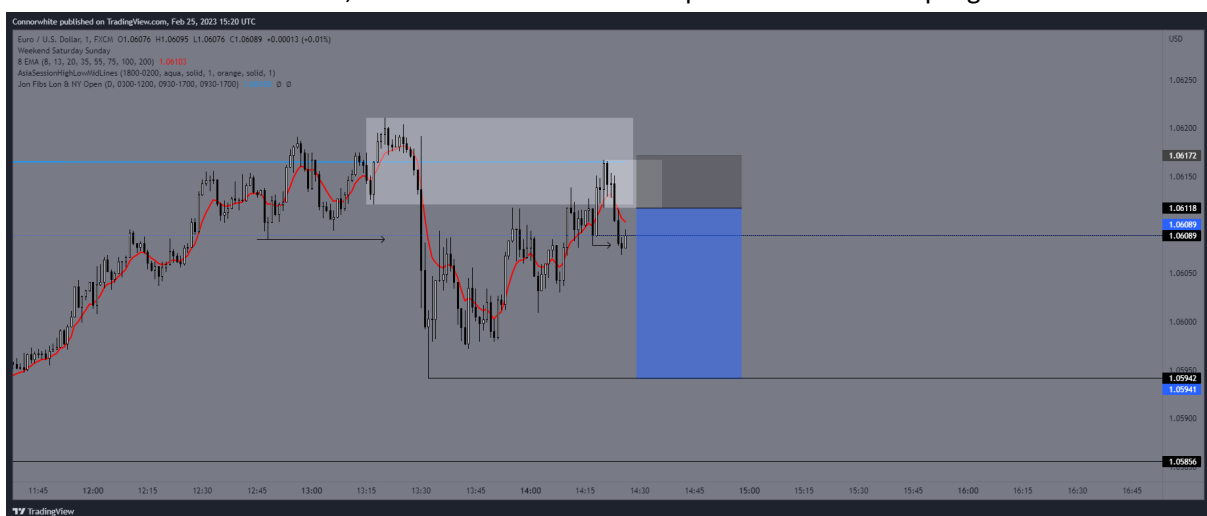 Connorwhite published on TradingView.com, Feb 25, 2023 15:20 UTC
Euro / U.S. Dollar, 1, FXCM O1.06076 H1.06095 L1.06076 C1.06089 +0.00013 (+0.01%)
Weekend Saturday Sunday
8 EMA (8, 13, 20, 35, 55, 75, 100, 200) 1.06103
AsiaSessionHighLowMidLines (1800-0200, aqua, solid, 1, orange, solid, 1)
Jon Fibs Lon & NY Open (D, 0300-1200, 0930-1700, 0930-1700) Ø Ø
USD
1.06250
1.06200
1.06172
1.06150
1.06118
1.06089
1.06089
1.06050
1.06000
1.05950
1.05942
1.05941
1.05900
1.05856
11:45 12:00 12:15 12:30 12:45 13:00 13:15 13:30 13:45 14:00 14:15 14:30 14:45 15:00 15:15 15:30 15:45 16:00 16:15 16:30 16:45
TradingView